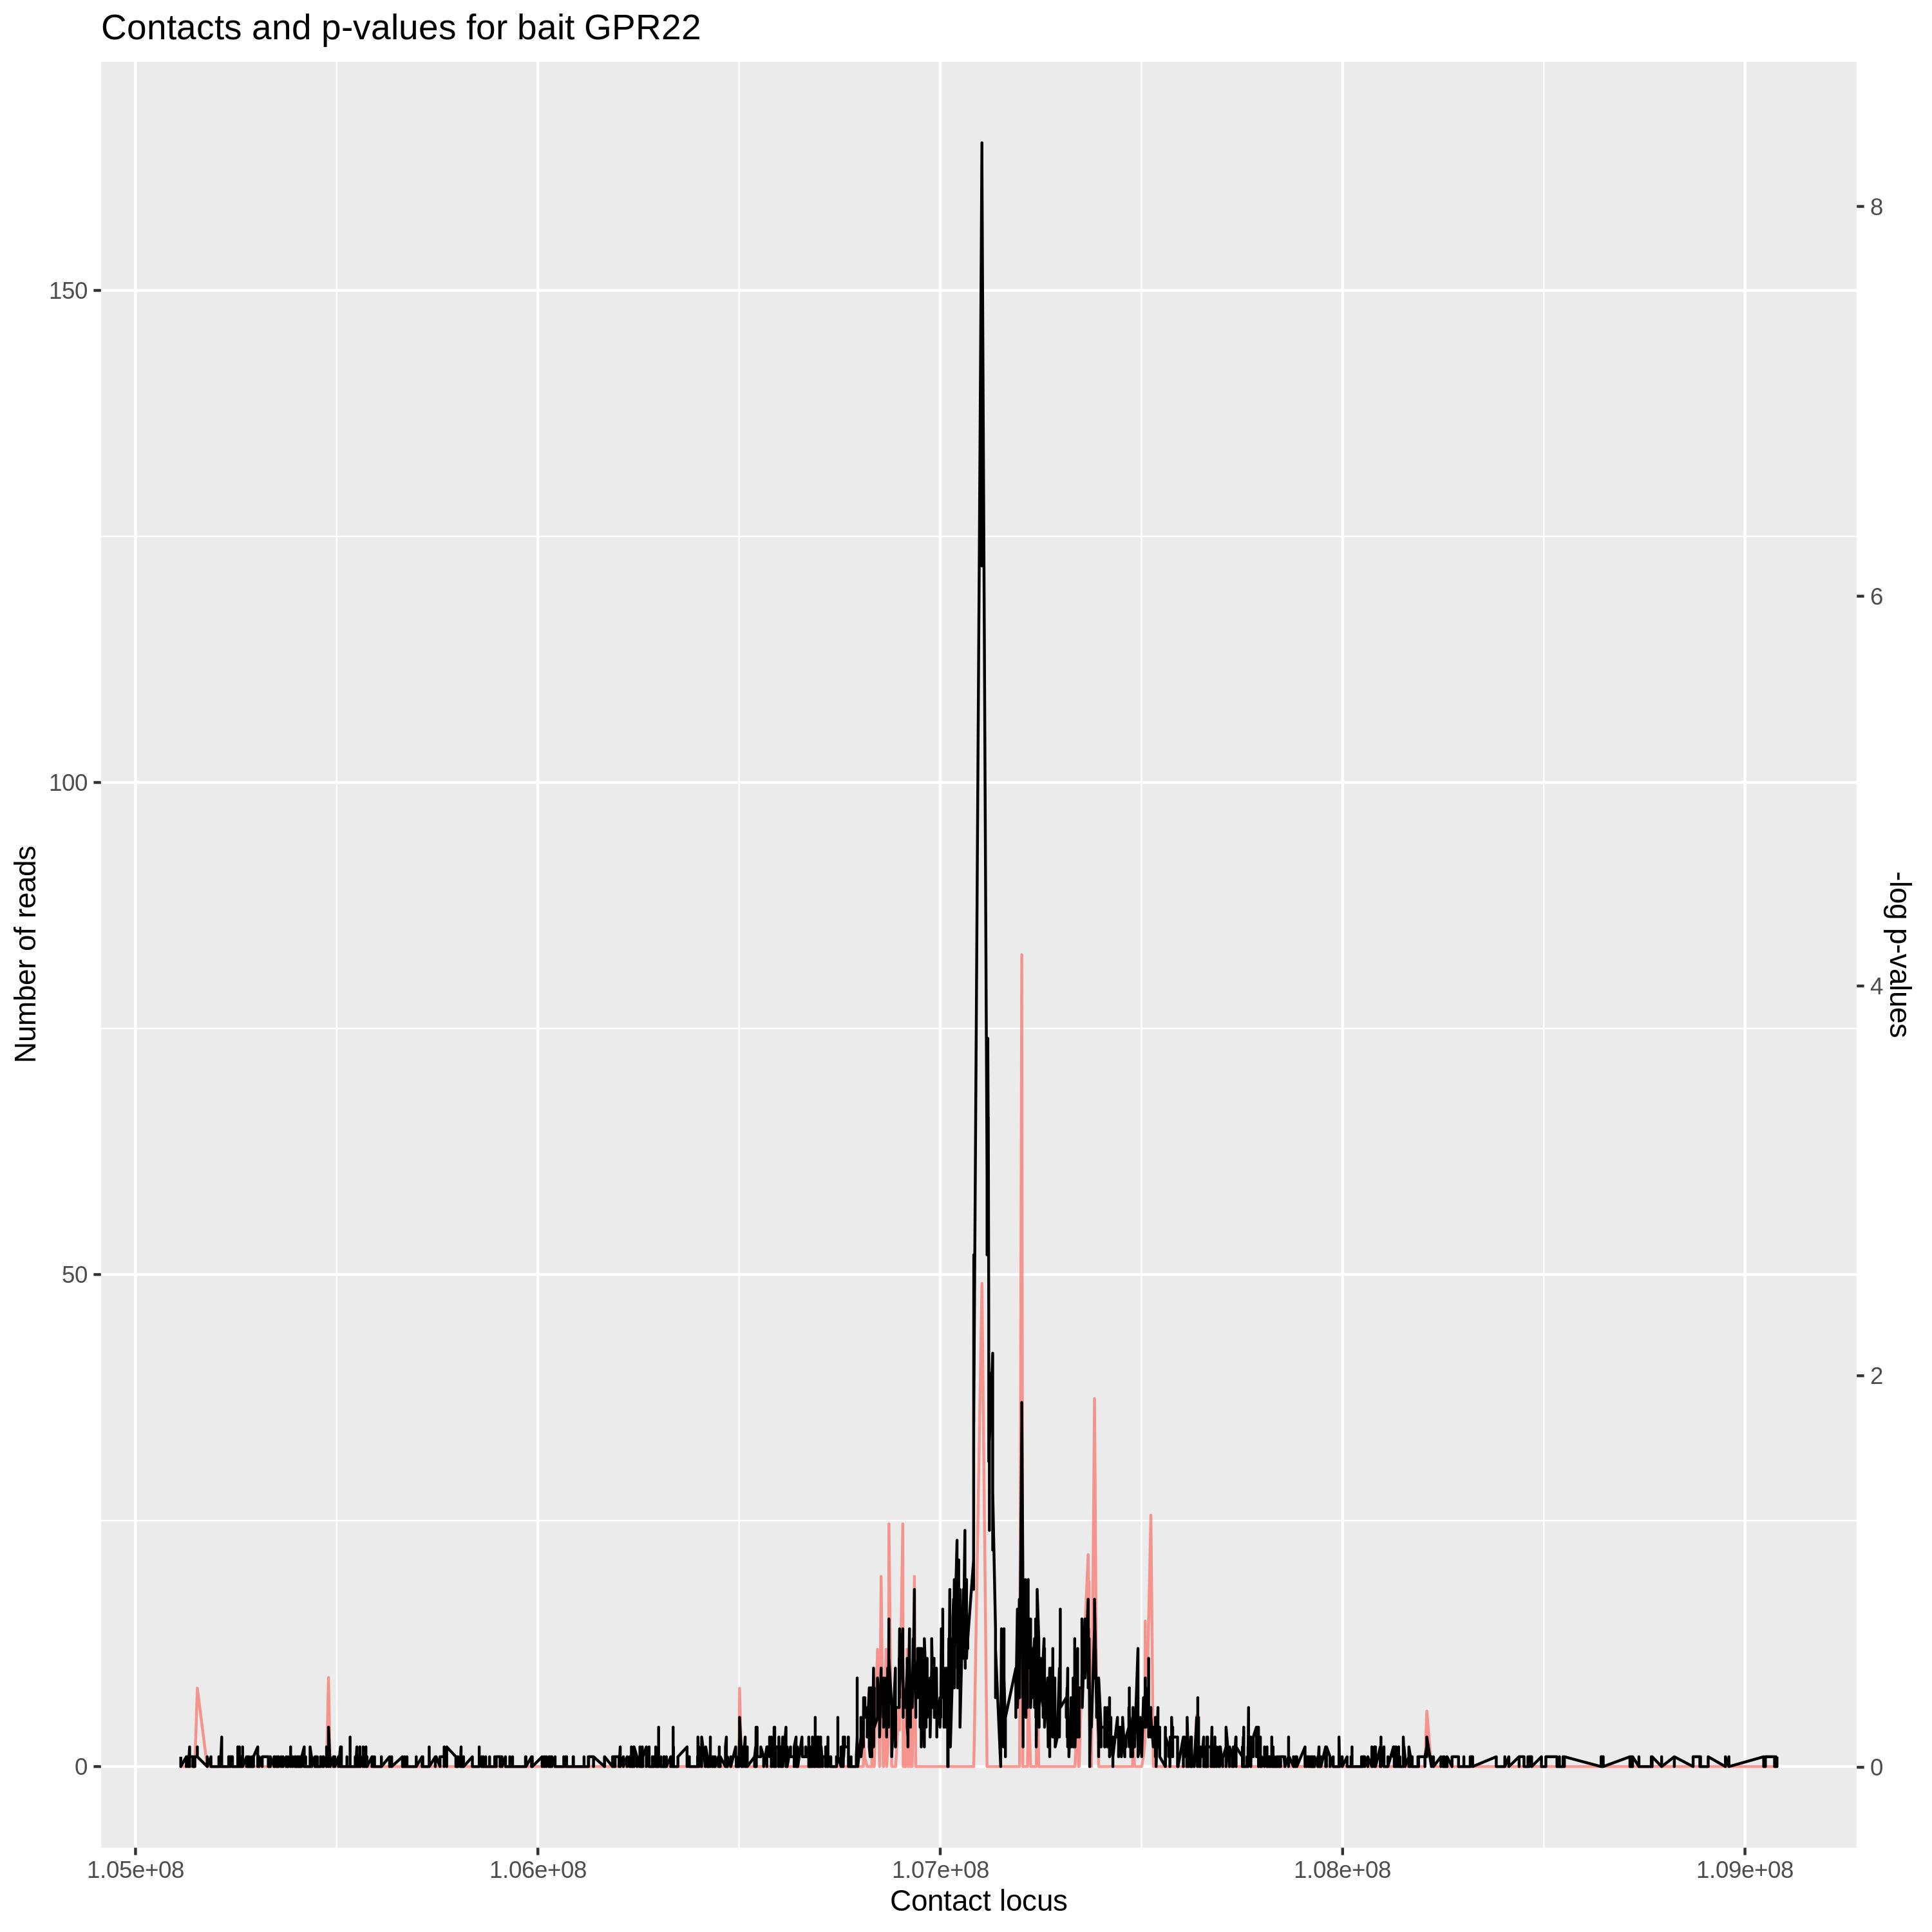 Contacts and p-values for bait GPR22
150
100
50
0
Number of reads
8
6
4
2
0
-log p-values
1.05e+08
1.06e+08
1.07e+08
1.08e+08
1.09e+08
Contact locus